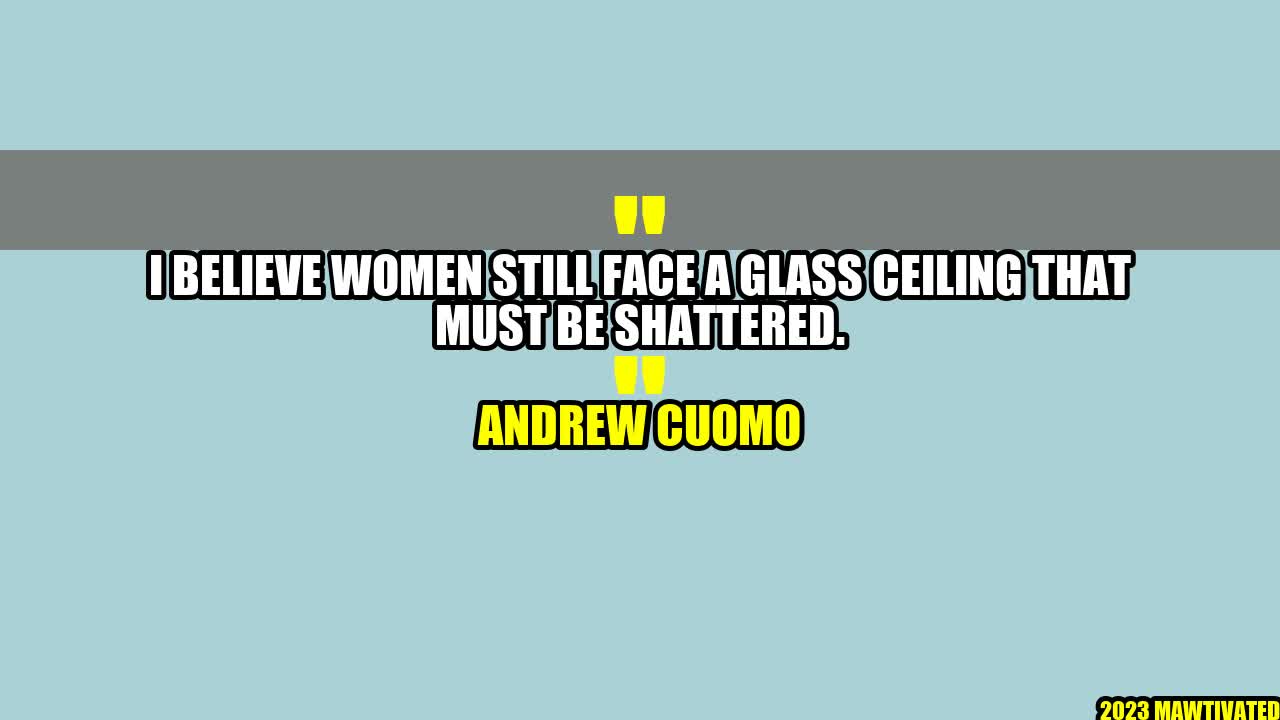 "
I BELIEVE WOMEN STILL FACE A GLASS CEILING THAT
MUST BE SHATTERED.
"
ANDREW CUOMO
2023 MAWTIVATED